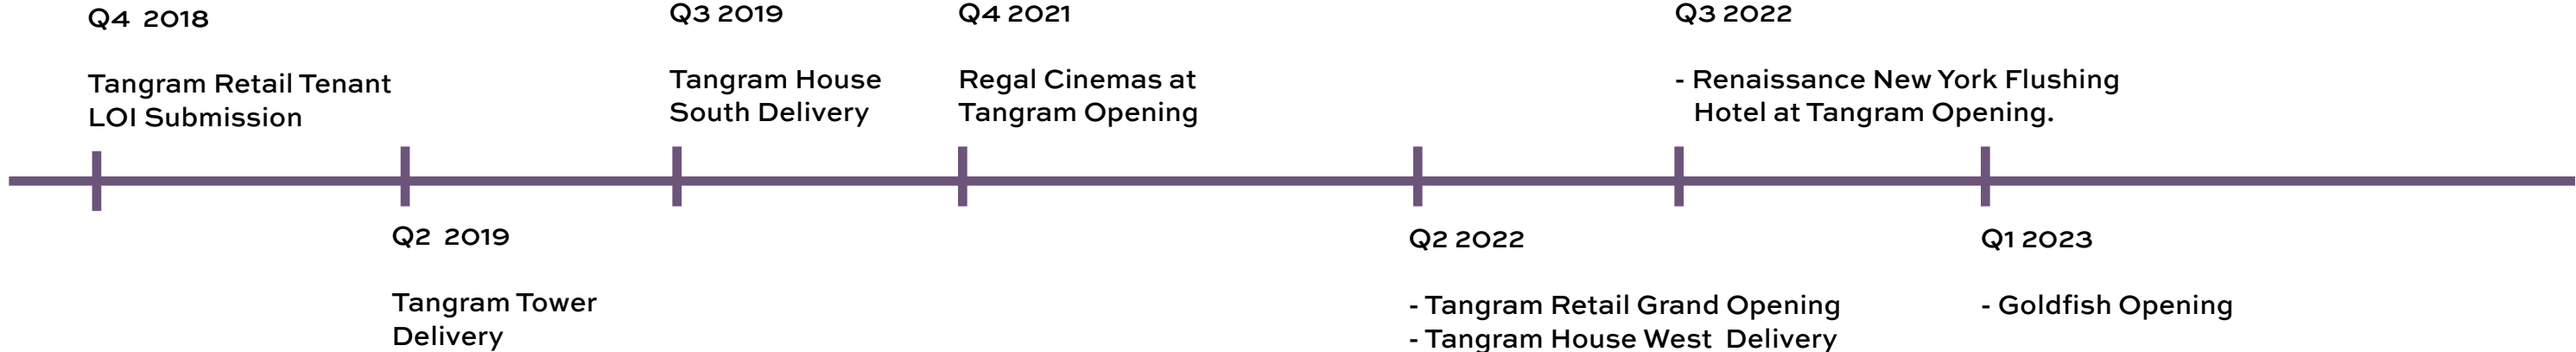 Q4 2018
Tangram Retail Tenant
LOI Submission
Q2 2019
Tangram Tower
Delivery
Q3 2019
Tangram House
South Delivery
Q4 2021
Regal Cinemas at
Tangram Opening
Q2 2022
- Tangram Retail Grand Opening
- Tangram House West Delivery
Q3 2022
- Renaissance New York Flushing
Hotel at Tangram Opening.
Q1 2023
- Goldfish Opening